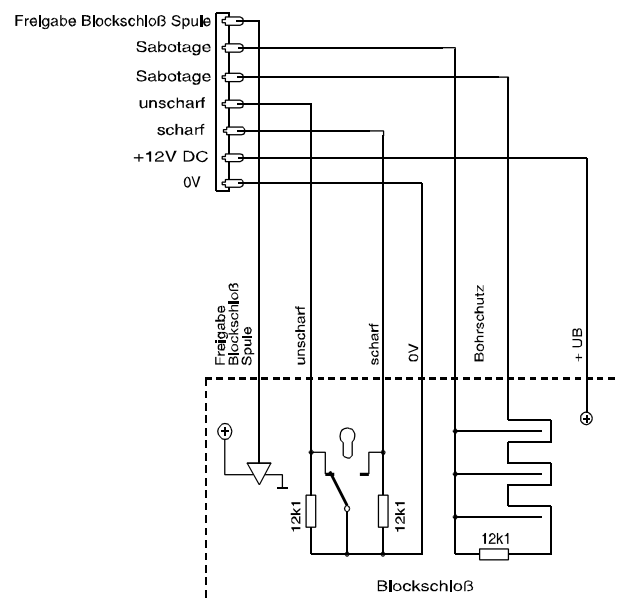 Freigabe Blockschloß Spule
Sabotage
Sabotage
unscharf
scharf
+12V DC
0V
Freigabe
Blockschloß
Spule
unscharf
scharf
0V
Bohrschutz
+ UB
12k1
12k1
12k1
Blockschloß